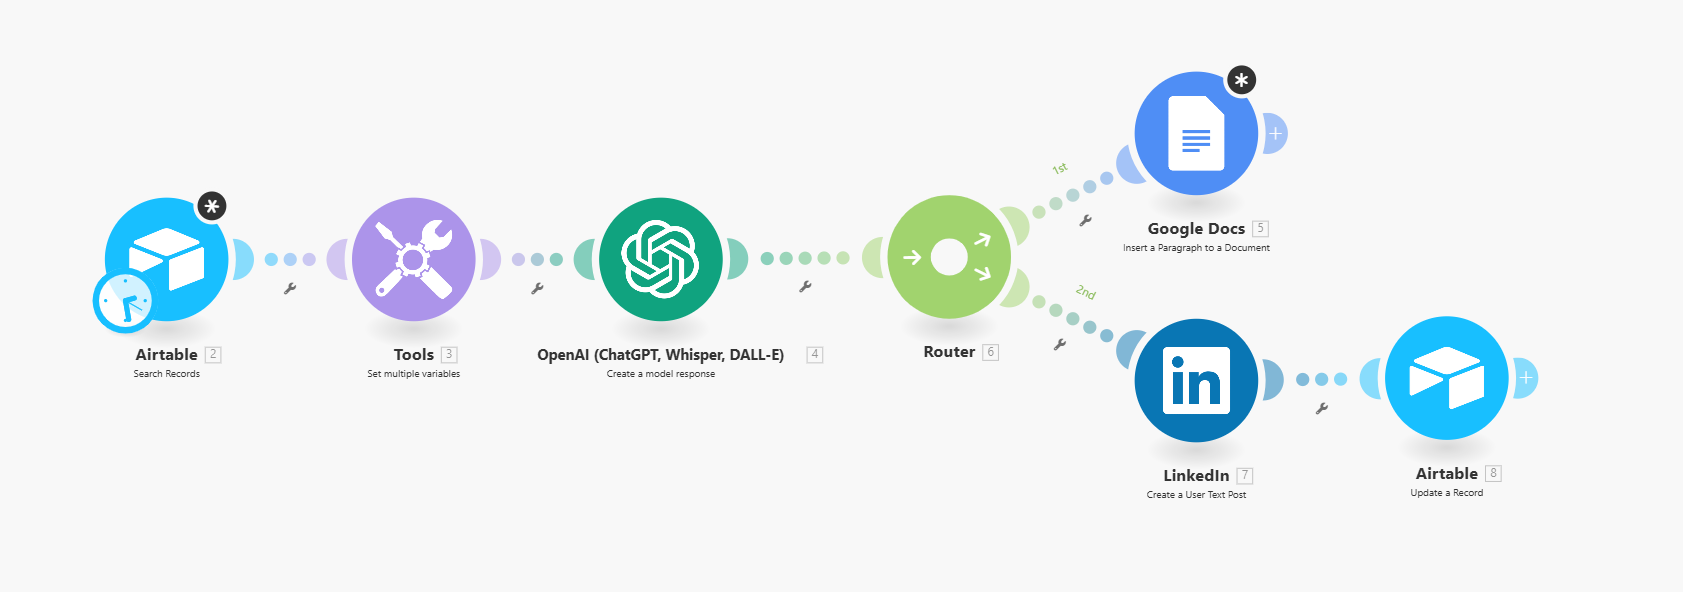 Airtable 2
Search Records
Tools 3
Set multiple variables
OpenAI (ChatGPT, Whisper, DALL-E) 4
Create a model response
Router 6
1st
Google Docs 5
Insert a Paragraph to a Document
2nd
in
LinkedIn 7
Create a User Text Post
Airtable 8
Update a Record